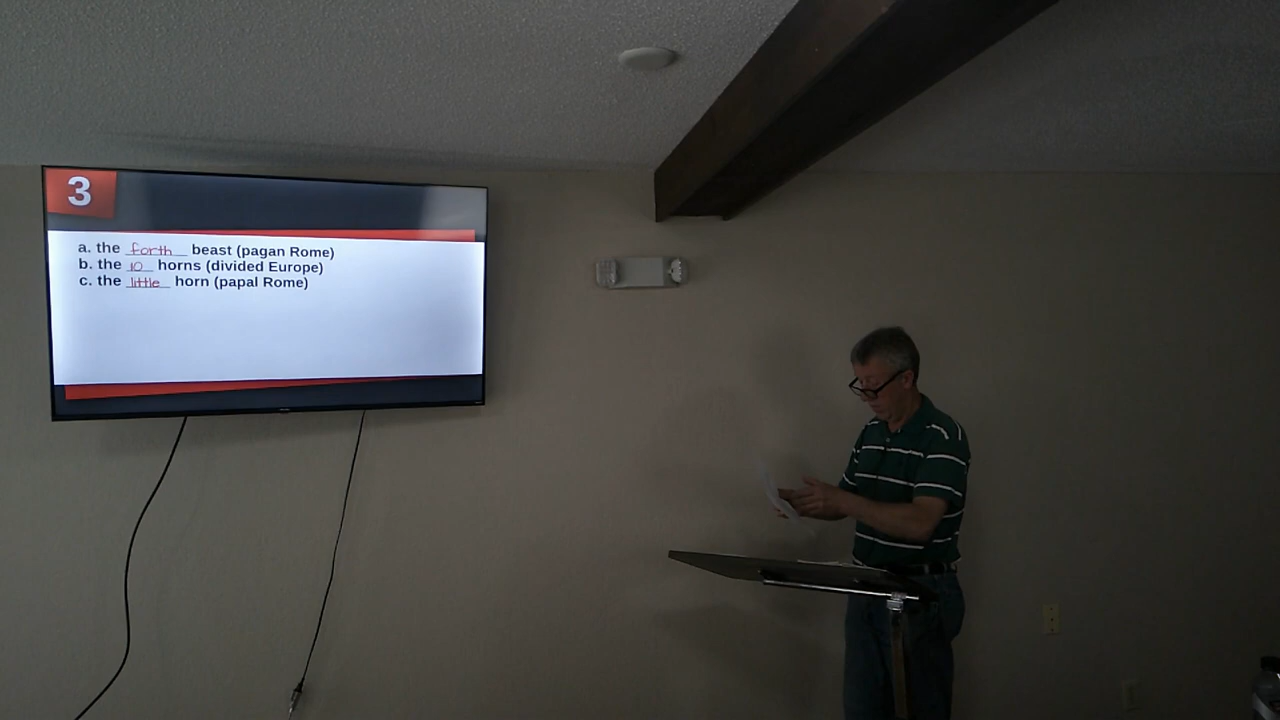 3
a. the forth beast (pagan Rome)
b. the 10 horns (divided Europe)
c. the little horn (papal Rome)